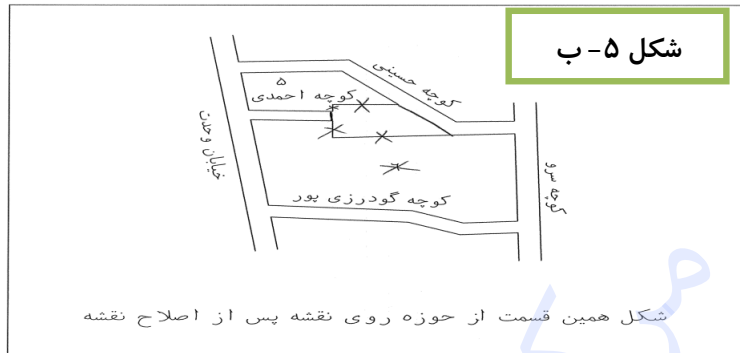 شکل ۵- ب
کوچه حسینی
۵
کوچه احمدی
خیابان وحدت
کوچه سرو
کوچه گودرزی پور
شکل همین قسمت از حوزه روی نقشه پس از اصلاح نقشه